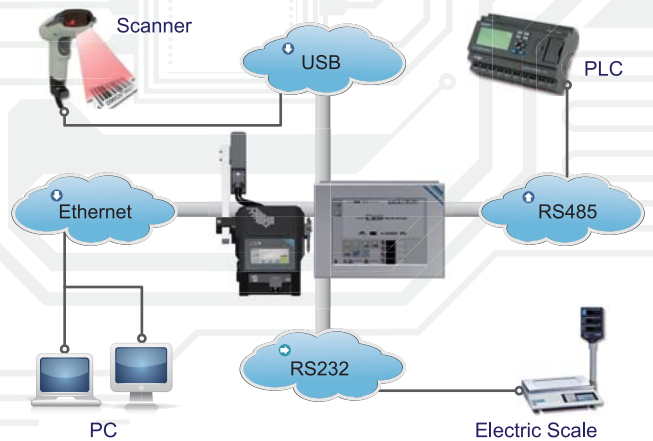 Scanner
USB
PLC
Ethernet
RS485
RS232
PC
Electric Scale